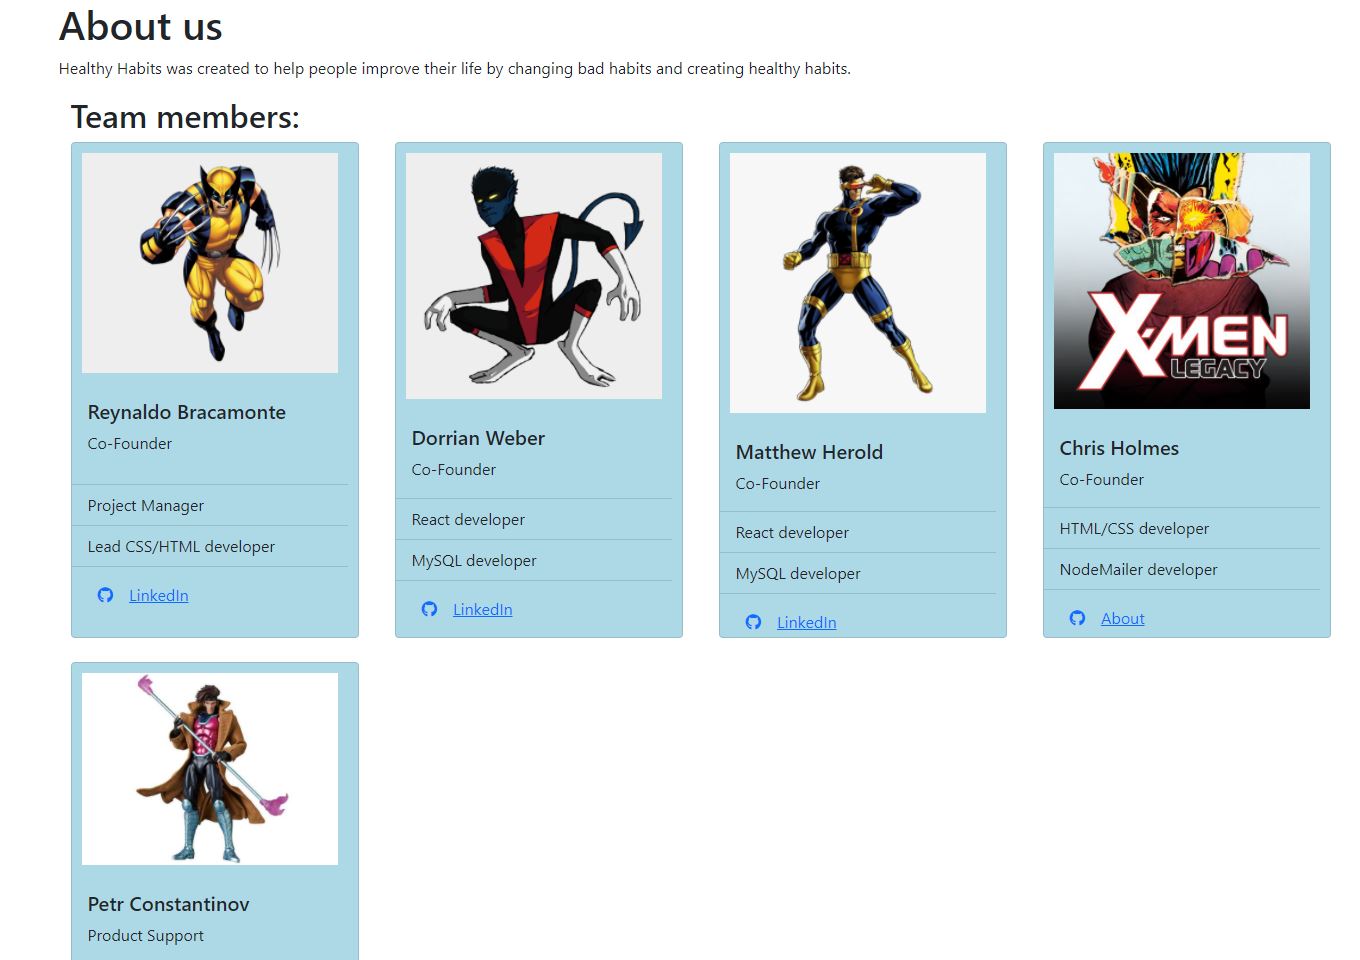 About us
Healthy Habits was created to help people improve their life by changing bad habits and creating healthy habits.
Team members:
Reynaldo Bracamonte
Co-Founder
Project Manager
Lead CSS/HTML developer
LinkedIn
Dorrian Weber
Co-Founder
React developer
MySQL developer
LinkedIn
Matthew Herold
Co-Founder
React developer
MySQL developer
LinkedIn
X-MEN
LEGACY
Chris Holmes
Co-Founder
HTML/CSS developer
NodeMailer developer
About
Petr Constantinov
Product Support